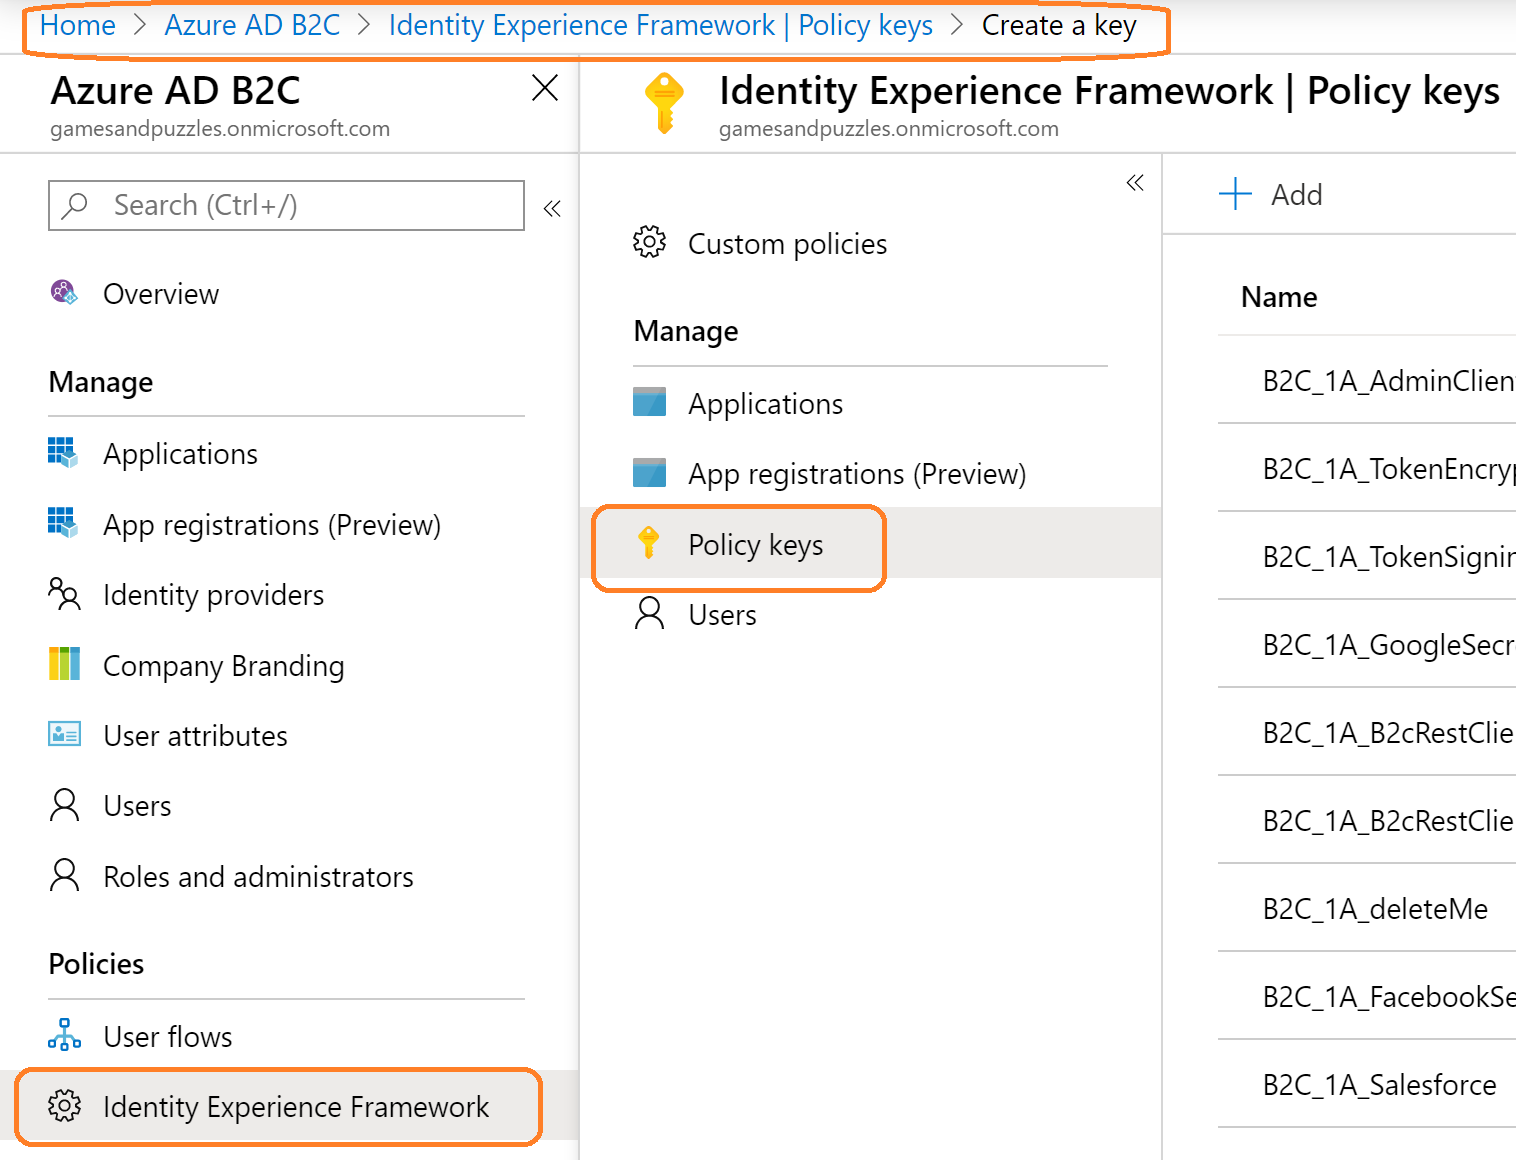 Home > Azure AD B2C > Identity Experience Framework | Policy keys > Create a key
Azure AD B2C
gamesandpuzzles.onmicrosoft.com
Search (Ctrl+/)
Overview
Manage
Applications
App registrations (Preview)
Identity providers
Company Branding
User attributes
Users
Roles and administrators
Policies
User flows
Identity Experience Framework
Identity Experience Framework | Policy keys
gamesandpuzzles.onmicrosoft.com
Custom policies
Manage
Applications
App registrations (Preview)
Policy keys
Users
Add
Name
B2C_1A_AdminClient
B2C_1A_TokenEncryp
B2C_1A_TokenSignin
B2C_1A_GoogleSecre
B2C_1A_B2cRestClie
B2C_1A_B2cRestClie
B2C_1A_deleteMe
B2C_1A_FacebookSe
B2C_1A_Salesforce